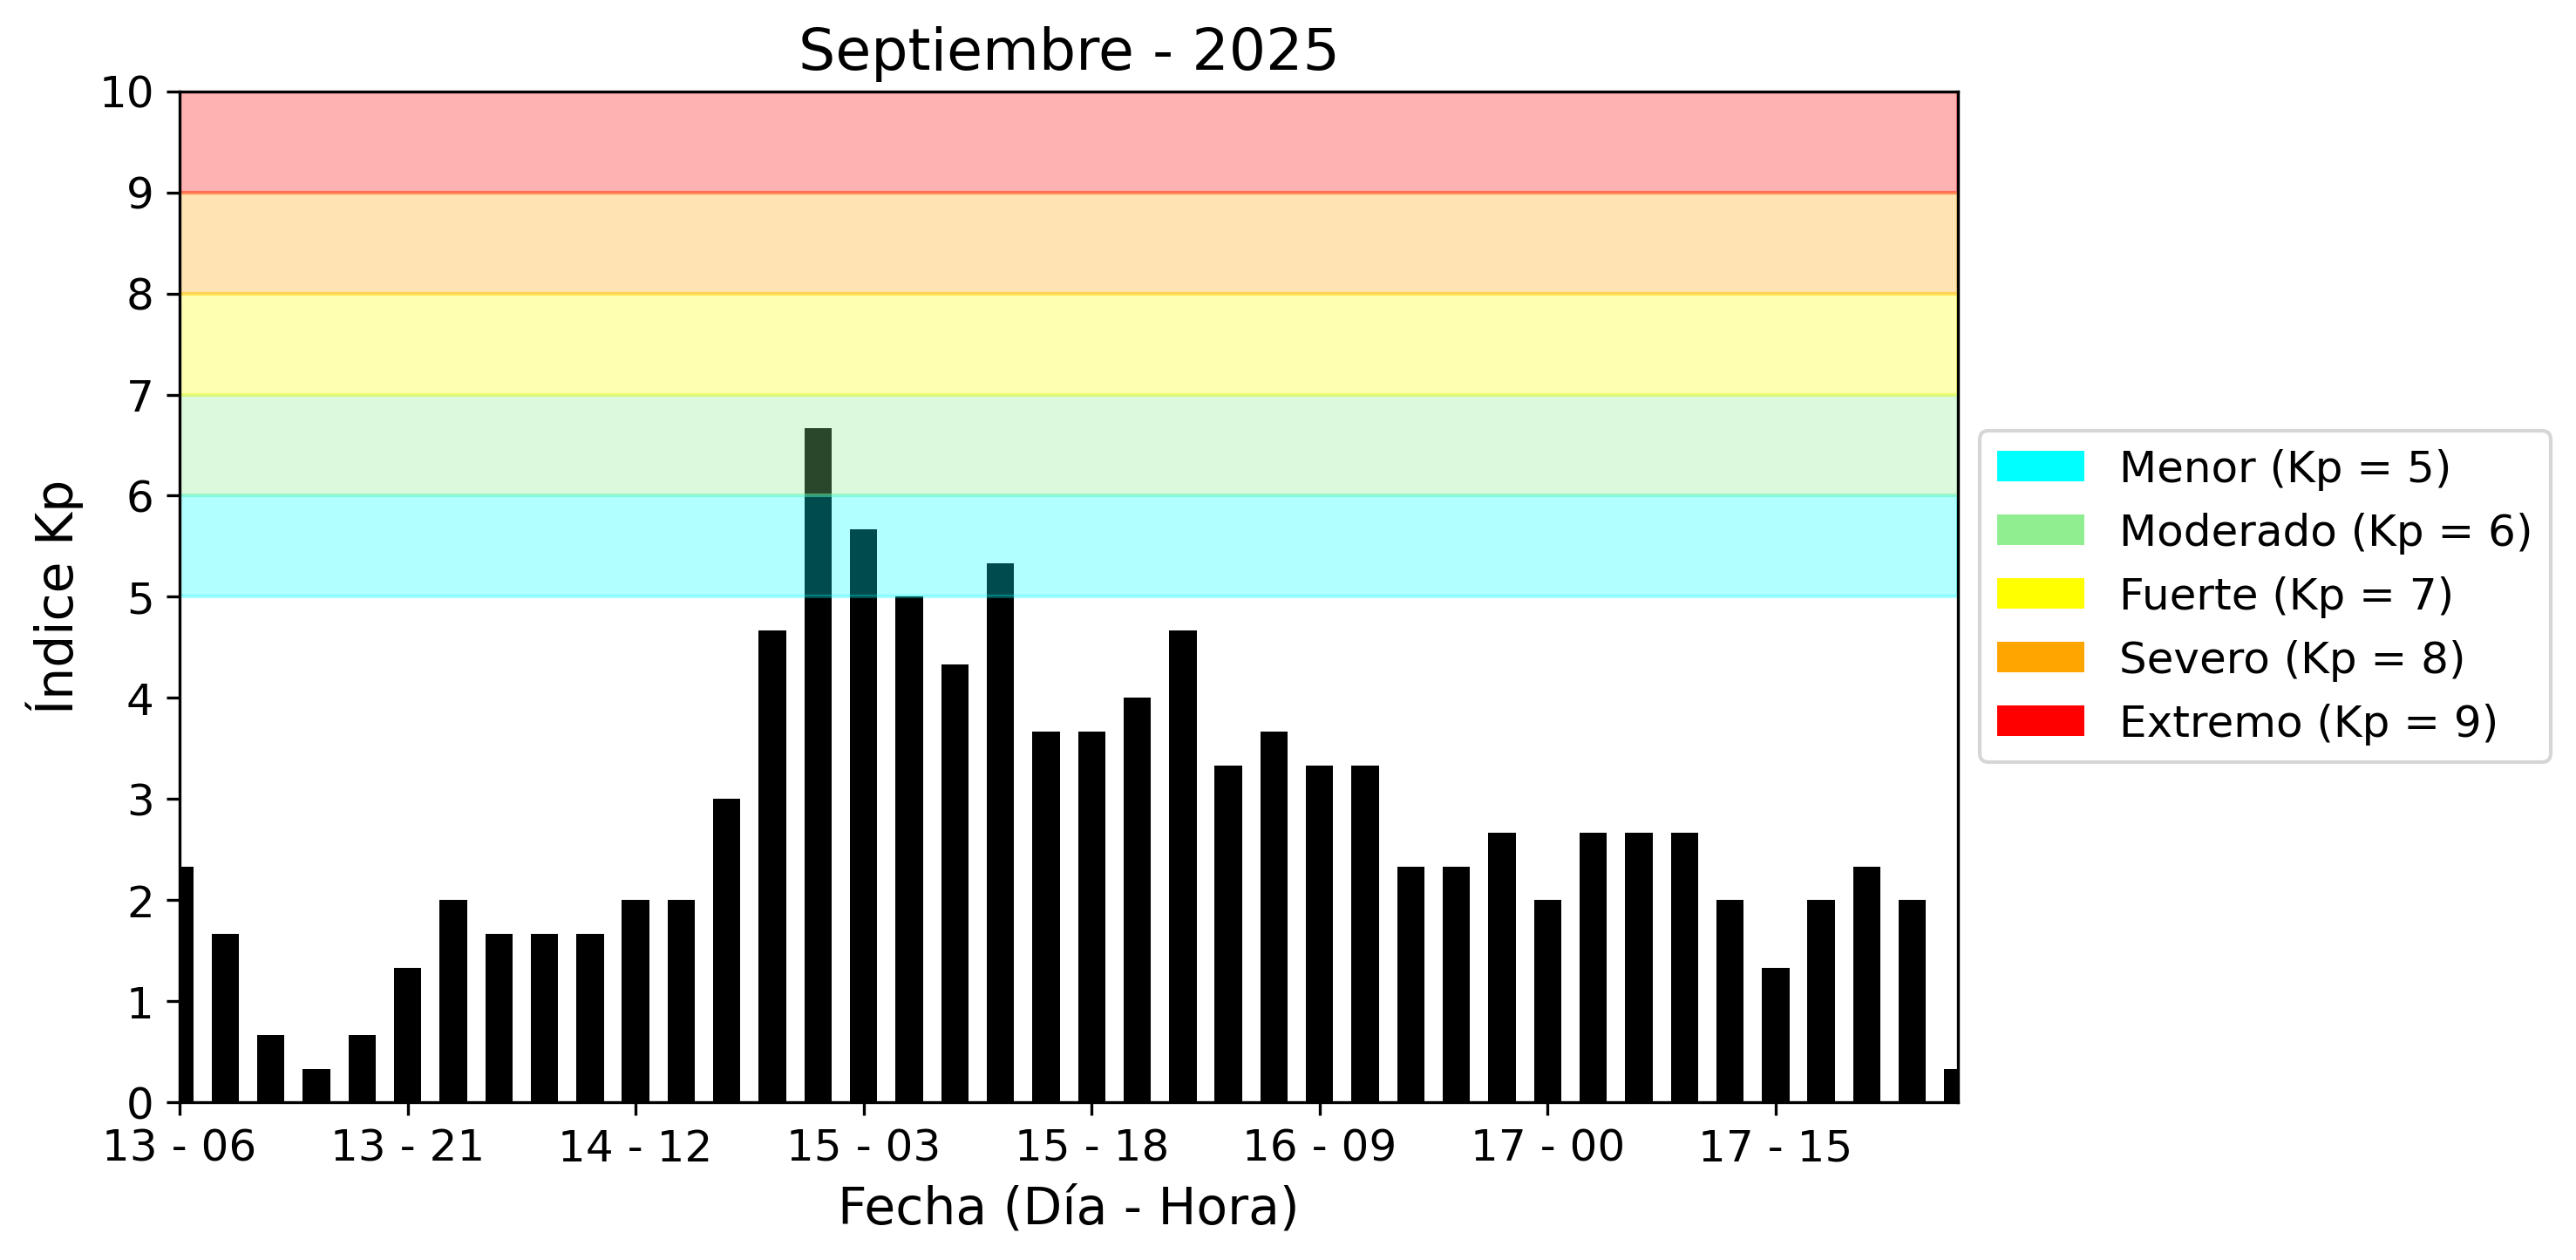 Septiembre - 2025
10
9
8
7
6
5
4
3
2
1
0
Índice Kp
13 - 06
13 - 21
14 - 12
15 - 03
15 - 18
16 - 09
17 - 00
17 - 15
Fecha (Día - Hora)
Menor (Kp = 5)
Moderado (Kp = 6)
Fuerte (Kp = 7)
Severo (Kp = 8)
Extremo (Kp = 9)